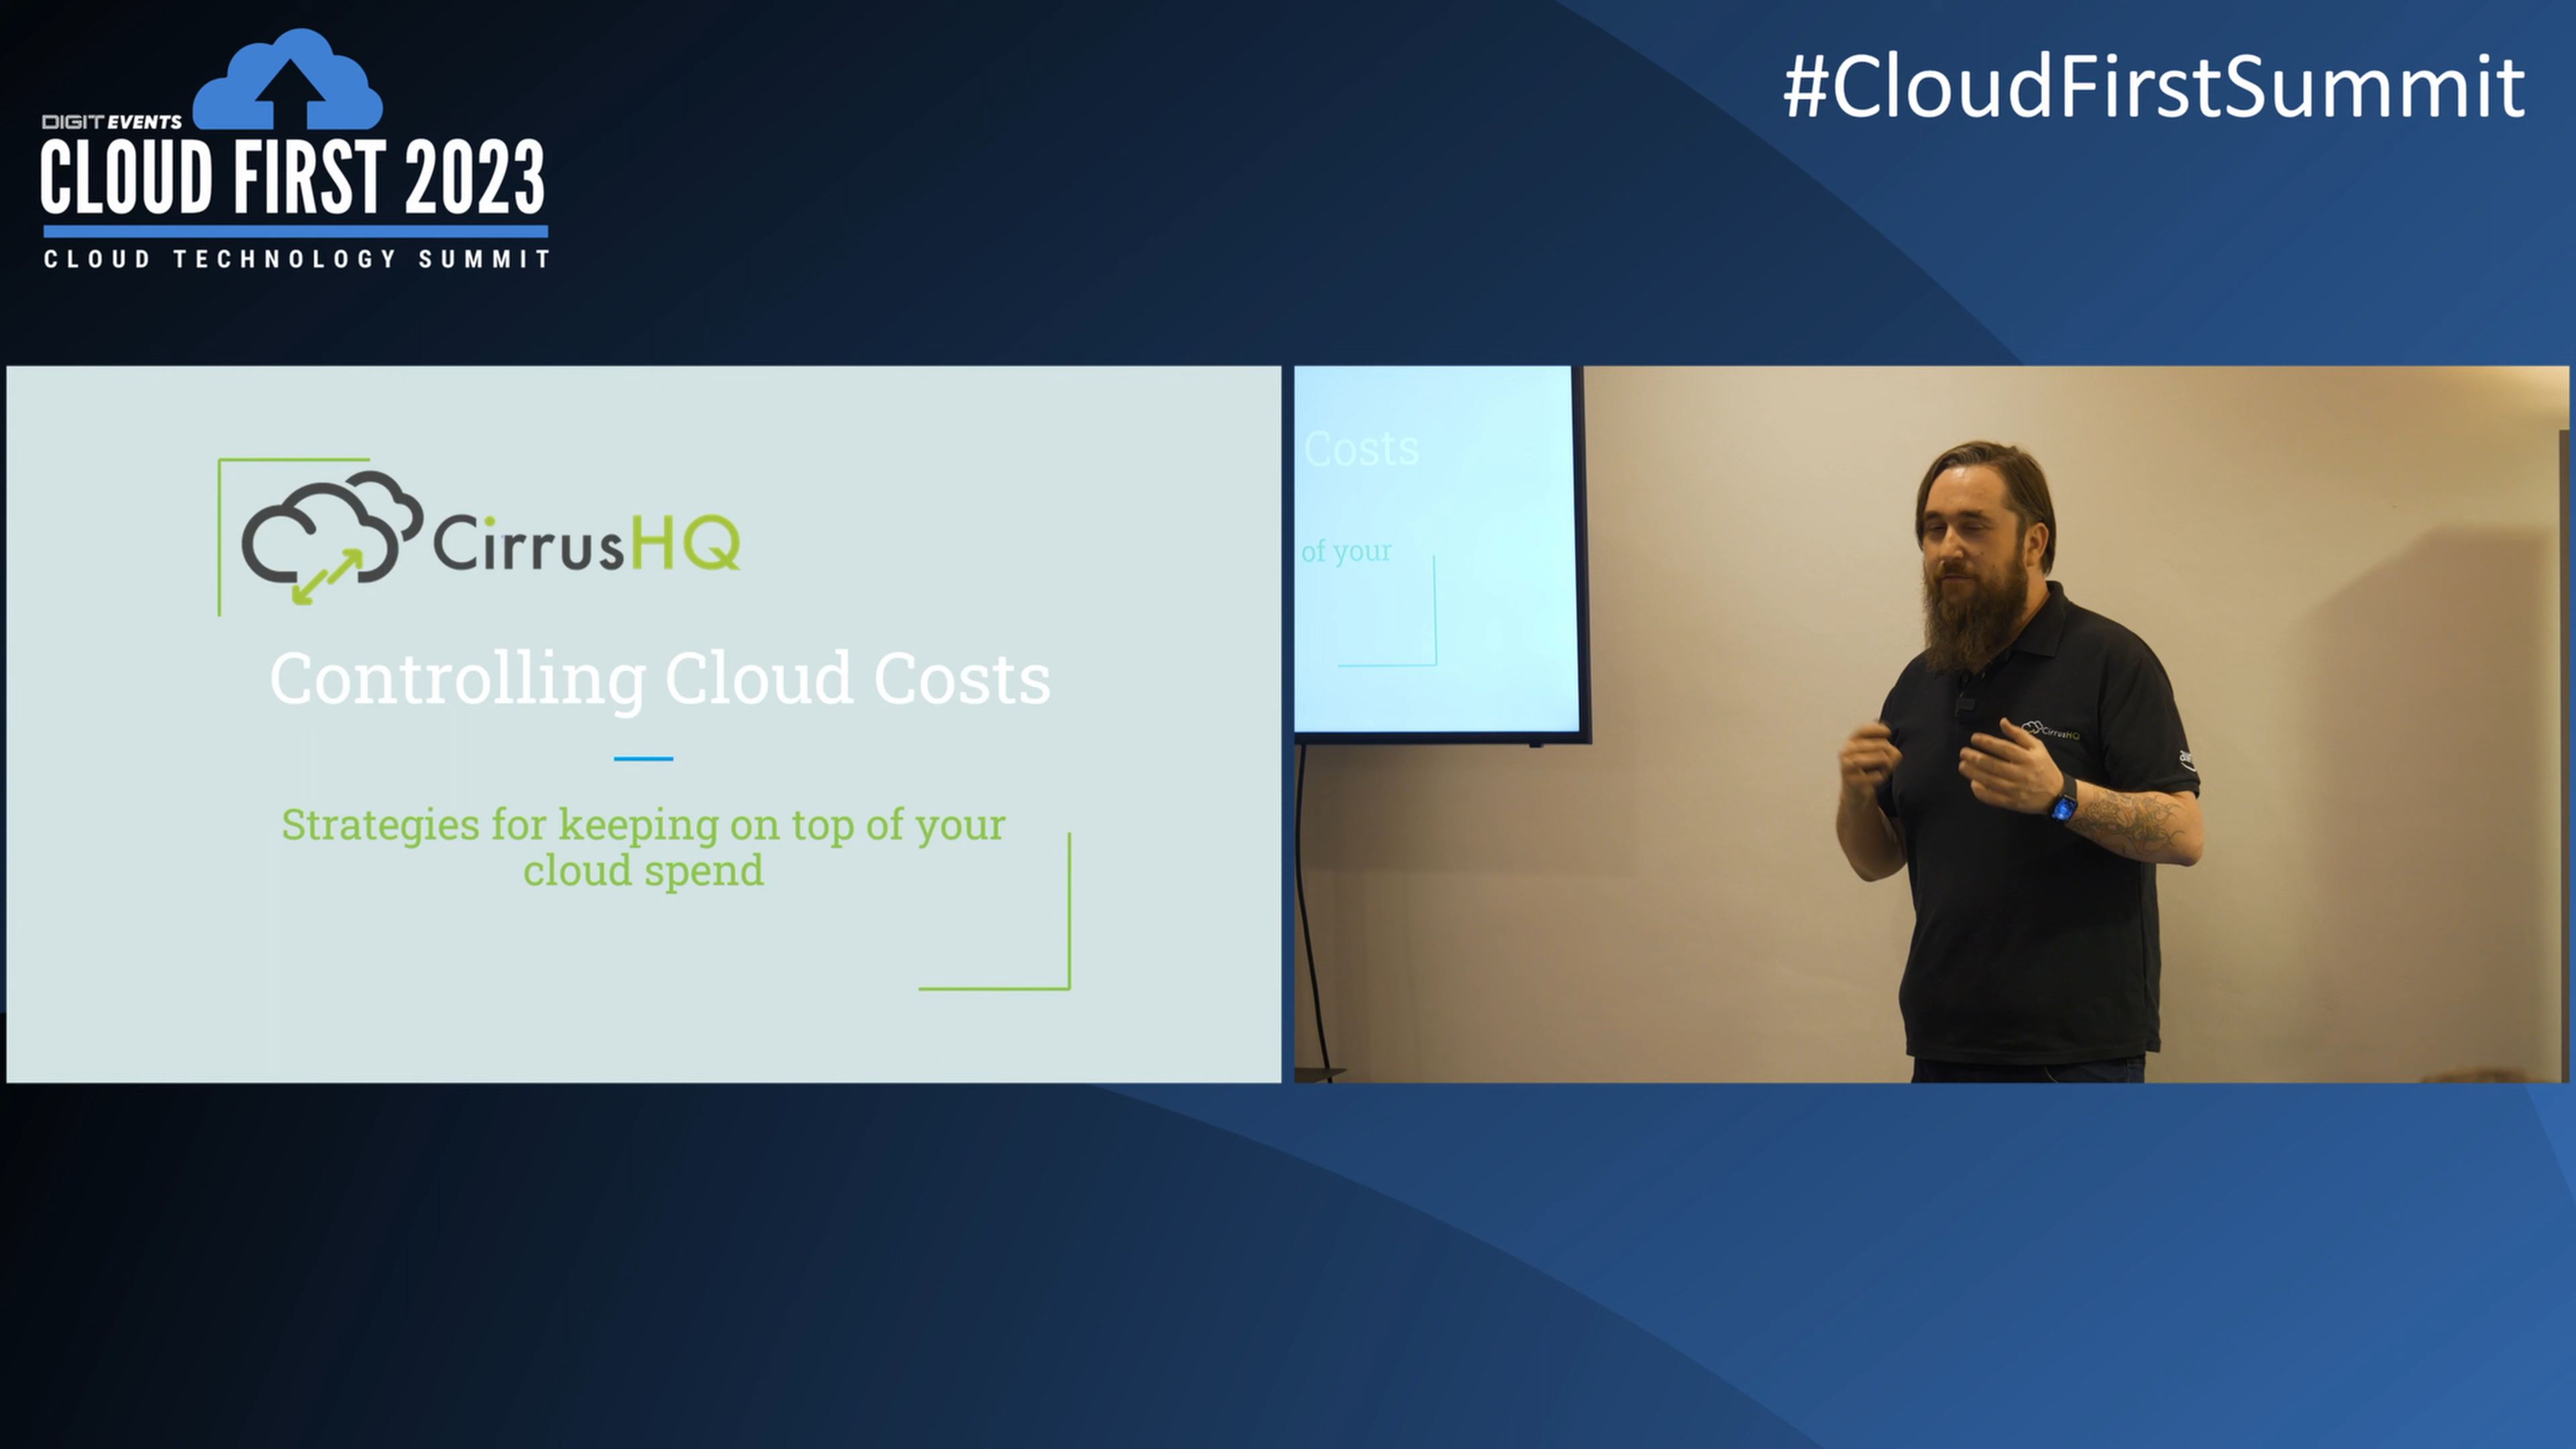 DIGIT EVENTS
CLOUD FIRST 2023
CLOUD TECHNOLOGY SUMMIT
#CloudFirstSummit
CirrusHQ
Controlling Cloud Costs
Strategies for keeping on top of your
cloud spend
Costs
of your
CirrusHQ